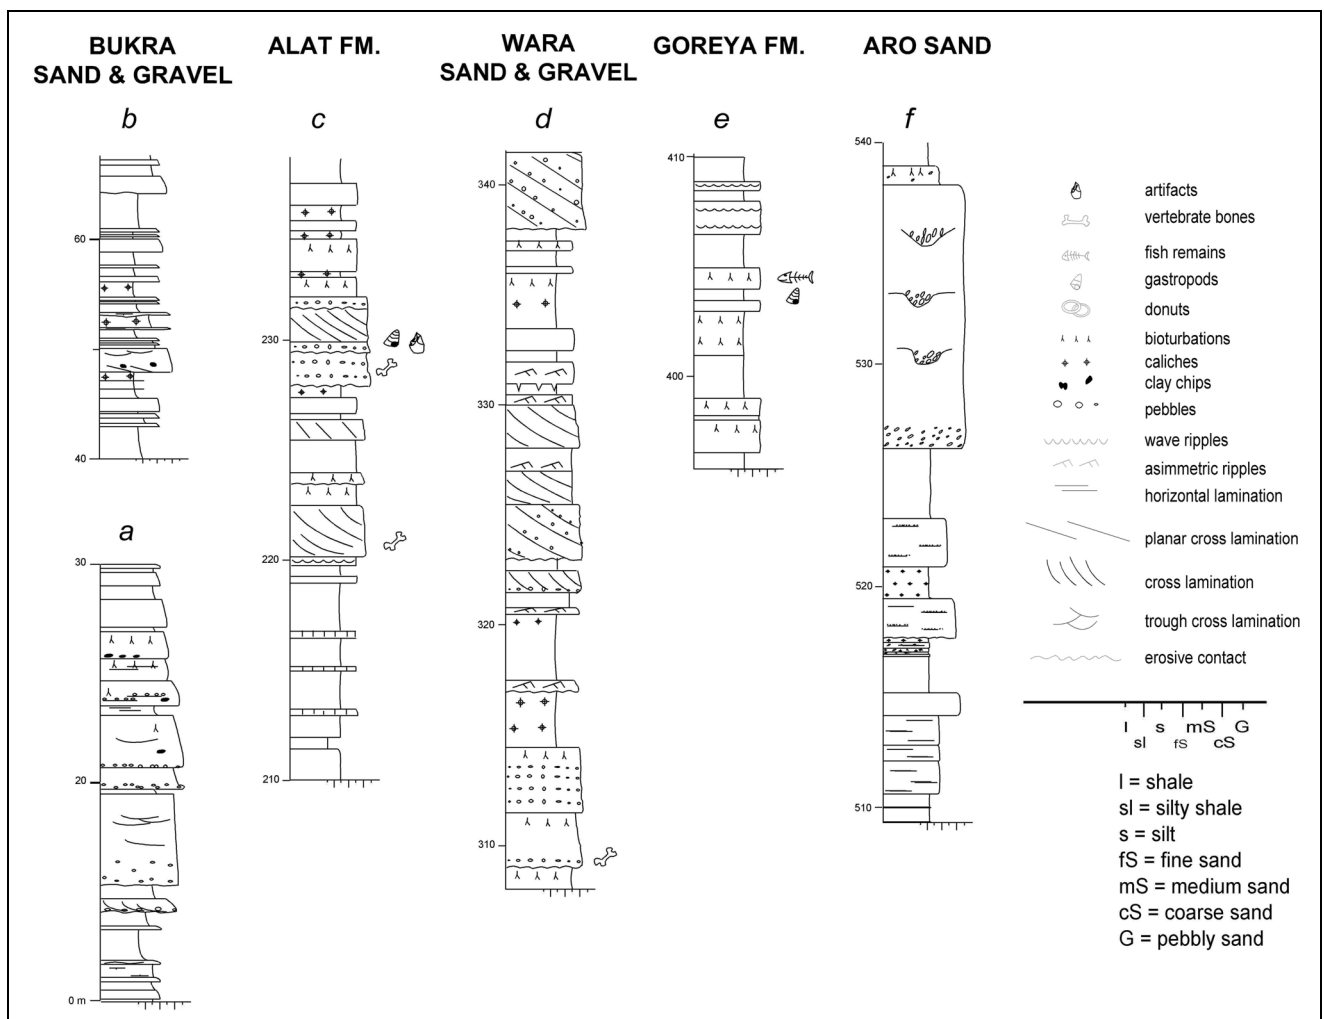 BUKRA
SAND & GRAVEL
ALAT FM.
WARA
SAND & GRAVEL
GOREYA FM.
ARO SAND
b
c
d
e
f
60
40
a
30
20
0 m
230
220
210
340
330
320
310
410
400
540
530
520
510
artifacts
vertebrate bones
fish remains
gastropods
donuts
bioturbations
caliches
clay chips
pebbles
wave ripples
asimmetric ripples
horizontal lamination
planar cross lamination
cross lamination
trough cross lamination
erosive contact
l s mS G
sl fS cS
l = shale
sl = silty shale
s = silt
fS = fine sand
mS = medium sand
cS = coarse sand
G = pebbly sand